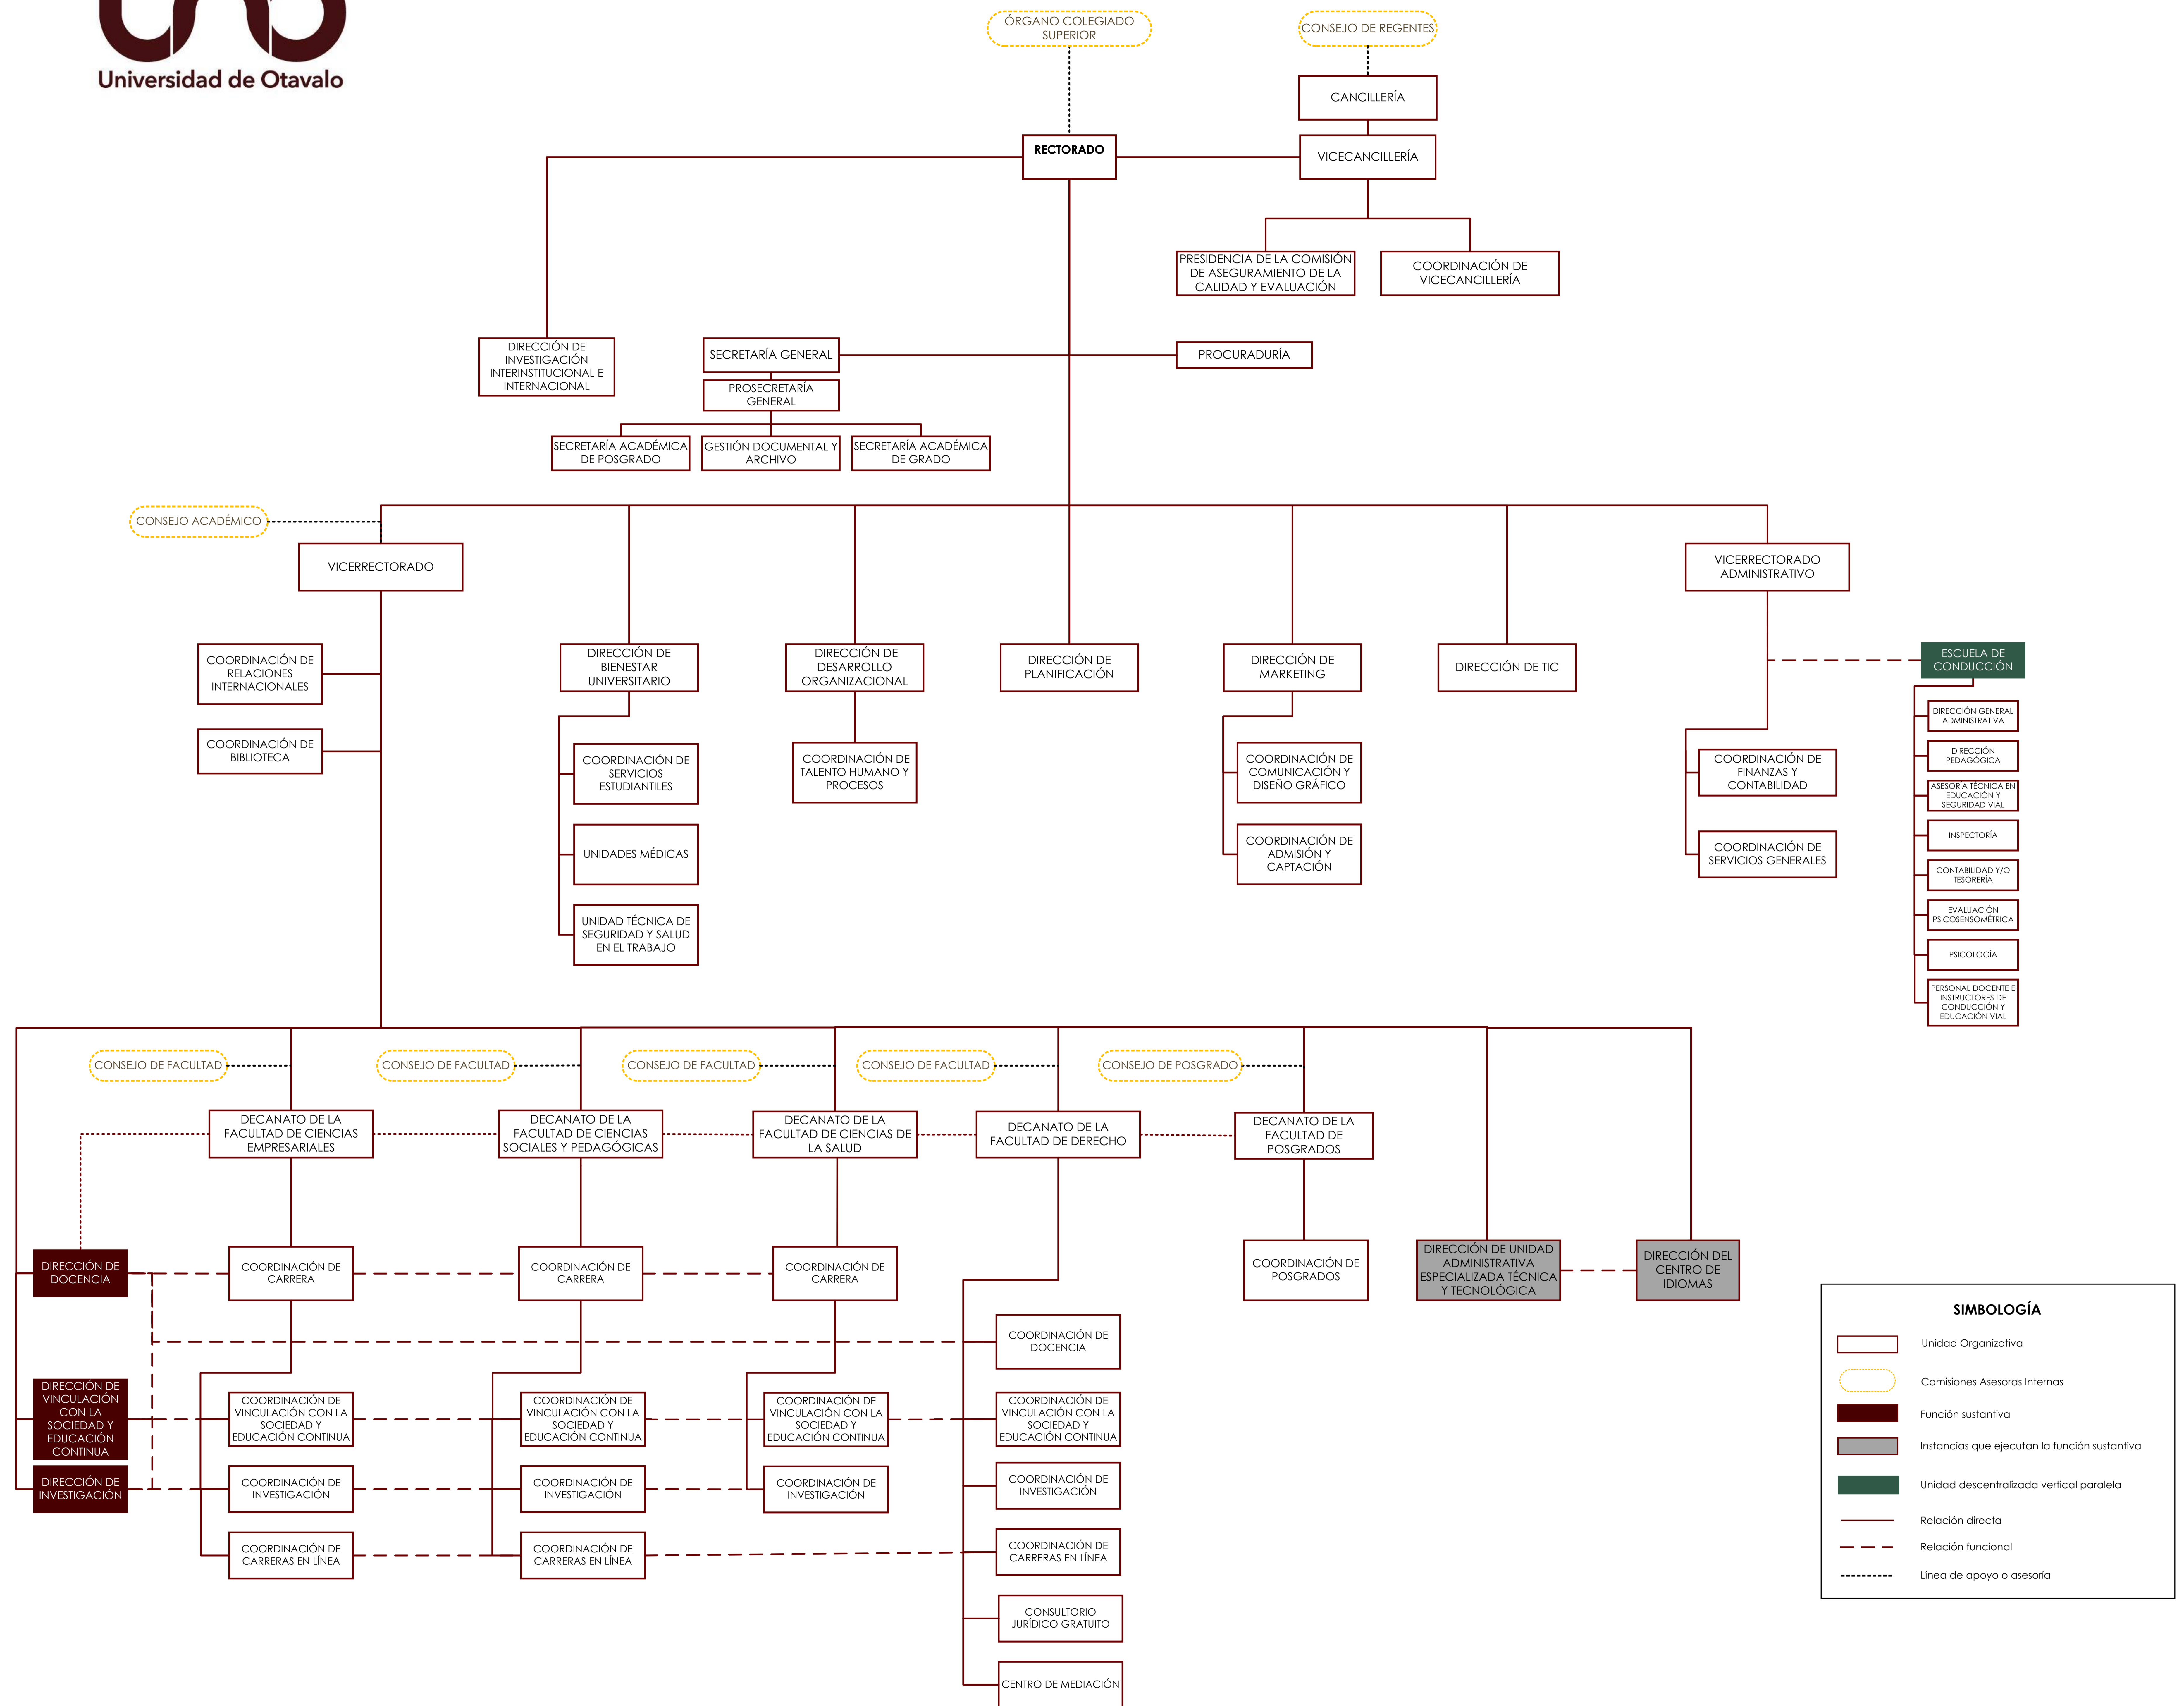 Universidad de Otavalo
ÓRGANO COLEGIADO
SUPERIOR
CONSEJO DE REGENTES
CANCILLERÍA
RECTORADO
VICECANCILLERÍA
PRESIDENCIA DE LA COMISIÓN
DE ASEGURAMIENTO DE LA
CALIDAD Y EVALUACIÓN
COORDINACIÓN DE
VICECANCILLERÍA
DIRECCIÓN DE
INVESTIGACIÓN
INTERINSTITUCIONAL E
INTERNACIONAL
SECRETARÍA GENERAL
PROCURADURÍA
PROSECRETARÍA
GENERAL
SECRETARÍA ACADÉMICA
DE POSGRADO
GESTIÓN DOCUMENTAL Y
ARCHIVO
SECRETARÍA ACADÉMICA
DE GRADO
CONSEJO ACADÉMICO
VICERRECTORADO
VICERRECTORADO
ADMINISTRATIVO
COORDINACIÓN DE
RELACIONES
INTERNACIONALES
COORDINACIÓN DE
BIBLIOTECA
DIRECCIÓN DE
BIENESTAR
UNIVERSITARIO
DIRECCIÓN DE
DESARROLLO
ORGANIZACIONAL
DIRECCIÓN DE
PLANIFICACIÓN
DIRECCIÓN DE
MARKETING
DIRECCIÓN DE TIC
ESCUELA DE
CONDUCCIÓN
COORDINACIÓN DE
SERVICIOS
ESTUDIANTILES
UNIDADES MÉDICAS
UNIDAD TÉCNICA DE
SEGURIDAD Y SALUD
EN EL TRABAJO
COORDINACIÓN DE
TALENTO HUMANO Y
PROCESOS
COORDINACIÓN DE
COMUNICACIÓN Y
DISEÑO GRÁFICO
COORDINACIÓN DE
ADMISIÓN Y
CAPTACIÓN
COORDINACIÓN DE
FINANZAS Y
CONTABILIDAD
COORDINACIÓN DE
SERVICIOS GENERALES
DIRECCIÓN GENERAL
ADMINISTRATIVA
DIRECCIÓN
PEDAGÓGICA
ASESORÍA TÉCNICA EN
EDUCACIÓN Y
SEGURIDAD VIAL
INSPECTORÍA
CONTABILIDAD Y/O
TESORERÍA
EVALUACIÓN
PSICOSENSOMÉTRICA
PSICOLOGÍA
PERSONAL DOCENTE E
INSTRUCTORES DE
CONDUCCIÓN Y
EDUCACIÓN VIAL
CONSEJO DE FACULTAD
CONSEJO DE FACULTAD
CONSEJO DE FACULTAD
CONSEJO DE FACULTAD
CONSEJO DE POSGRADO
DECANATO DE LA
FACULTAD DE CIENCIAS
EMPRESARIALES
DECANATO DE LA
FACULTAD DE CIENCIAS
SOCIALES Y PEDAGÓGICAS
DECANATO DE LA
FACULTAD DE CIENCIAS DE
LA SALUD
DECANATO DE LA
FACULTAD DE DERECHO
DECANATO DE LA
FACULTAD DE
POSGRADOS
DIRECCIÓN DE
DOCENCIA
COORDINACIÓN DE
CARRERA
COORDINACIÓN DE
CARRERA
COORDINACIÓN DE
CARRERA
COORDINACIÓN DE
POSGRADOS
DIRECCIÓN DE UNIDAD
ADMINISTRATIVA
ESPECIALIZADA TÉCNICA
Y TECNOLÓGICA
DIRECCIÓN DEL
CENTRO DE
IDIOMAS
COORDINACIÓN DE
DOCENCIA
DIRECCIÓN DE
VINCULACIÓN
CON LA
SOCIEDAD Y
EDUCACIÓN
CONTINUA
COORDINACIÓN DE
VINCULACIÓN CON LA
SOCIEDAD Y
EDUCACIÓN CONTINUA
COORDINACIÓN DE
VINCULACIÓN CON LA
SOCIEDAD Y
EDUCACIÓN CONTINUA
COORDINACIÓN DE
VINCULACIÓN CON LA
SOCIEDAD Y
EDUCACIÓN CONTINUA
COORDINACIÓN DE
VINCULACIÓN CON LA
SOCIEDAD Y
EDUCACIÓN CONTINUA
DIRECCIÓN DE
INVESTIGACIÓN
COORDINACIÓN DE
INVESTIGACIÓN
COORDINACIÓN DE
INVESTIGACIÓN
COORDINACIÓN DE
INVESTIGACIÓN
COORDINACIÓN DE
INVESTIGACIÓN
COORDINACIÓN DE
CARRERAS EN LÍNEA
COORDINACIÓN DE
CARRERAS EN LÍNEA
COORDINACIÓN DE
CARRERAS EN LÍNEA
CONSULTORIO
JURÍDICO GRATUITO
CENTRO DE MEDIACIÓN
SIMBOLOGÍA
Unidad Organizativa
Comisiones Asesoras Internas
Función sustantiva
Instancias que ejecutan la función sustantiva
Unidad descentralizada vertical paralela
Relación directa
Relación funcional
Línea de apoyo o asesoría